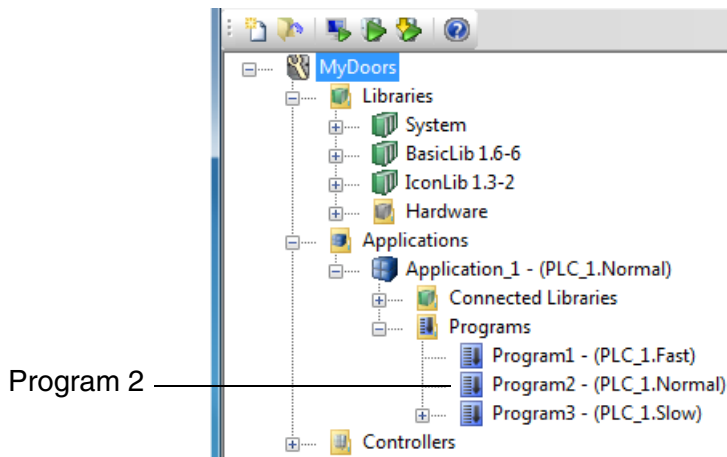 MyDoors
Libraries
System
BasicLib 1.6-6
IconLib 1.3-2
Hardware
Applications
Application_1 - (PLC_1.Normal)
Connected Libraries
Programs
Program1 - (PLC_1.Fast)
Program 2
Program2 - (PLC_1.Normal)
Program3 - (PLC_1.Slow)
Controllers